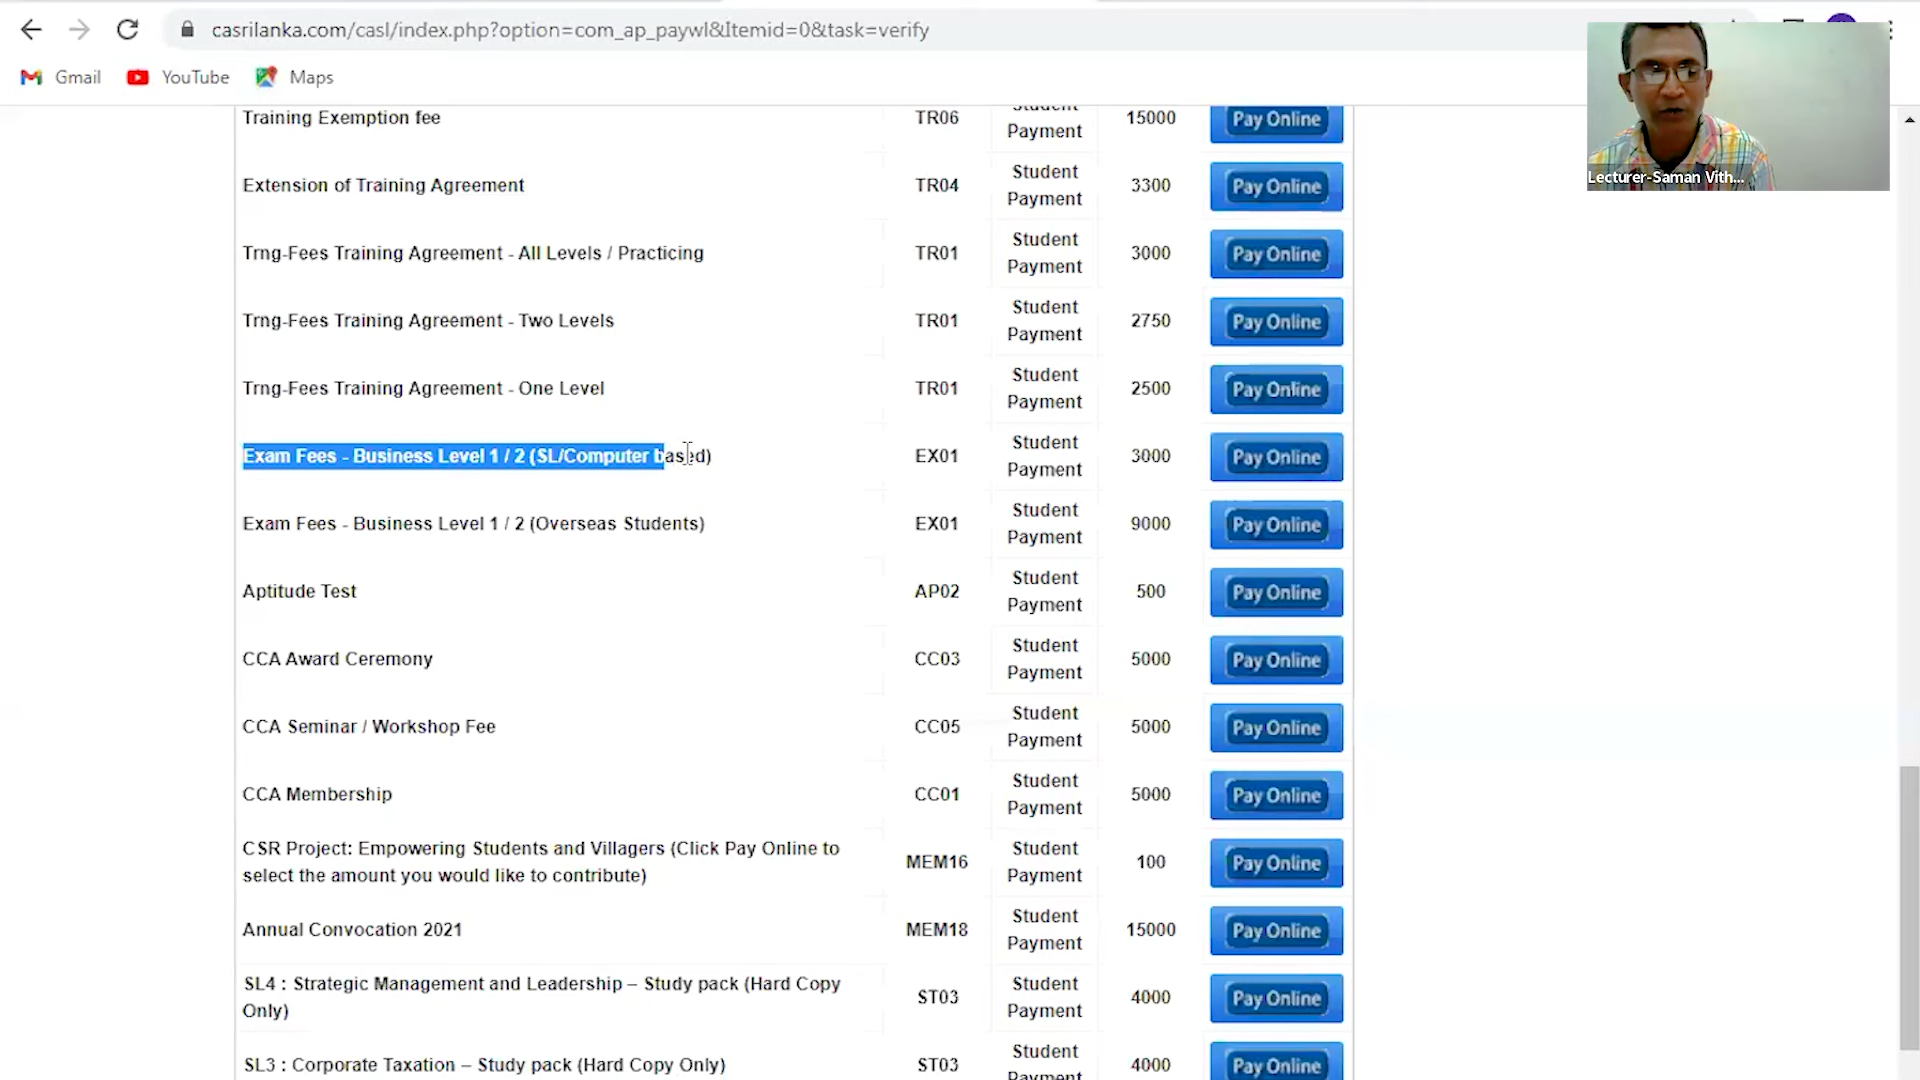 casrilanka.com/casl/index.php?option=com_ap_paywl&Itemid=0&task=verify
Gmail YouTube Maps
Lecturer-Saman Vith...
Training Exemption fee TR06 Student Payment 15000 Pay Online
Extension of Training Agreement TR04 Student Payment 3300 Pay Online
Trng-Fees Training Agreement - All Levels / Practicing TR01 Student Payment 3000 Pay Online
Trng-Fees Training Agreement - Two Levels TR01 Student Payment 2750 Pay Online
Trng-Fees Training Agreement - One Level TR01 Student Payment 2500 Pay Online
Exam Fees - Business Level 1 / 2 (SL/Computer based) EX01 Student Payment 3000 Pay Online
Exam Fees - Business Level 1 / 2 (Overseas Students) EX01 Student Payment 9000 Pay Online
Aptitude Test AP02 Student Payment 500 Pay Online
CCA Award Ceremony CC03 Student Payment 5000 Pay Online
CCA Seminar / Workshop Fee CC05 Student Payment 5000 Pay Online
CCA Membership CC01 Student Payment 5000 Pay Online
CSR Project: Empowering Students and Villagers (Click Pay Online to
select the amount you would like to contribute) MEM16 Student Payment 100 Pay Online
Annual Convocation 2021 MEM18 Student Payment 15000 Pay Online
SL4 : Strategic Management and Leadership – Study pack (Hard Copy
Only) ST03 Student Payment 4000 Pay Online
SL3 : Corporate Taxation – Study pack (Hard Copy Only) ST03 Student Payment 4000 Pay Online